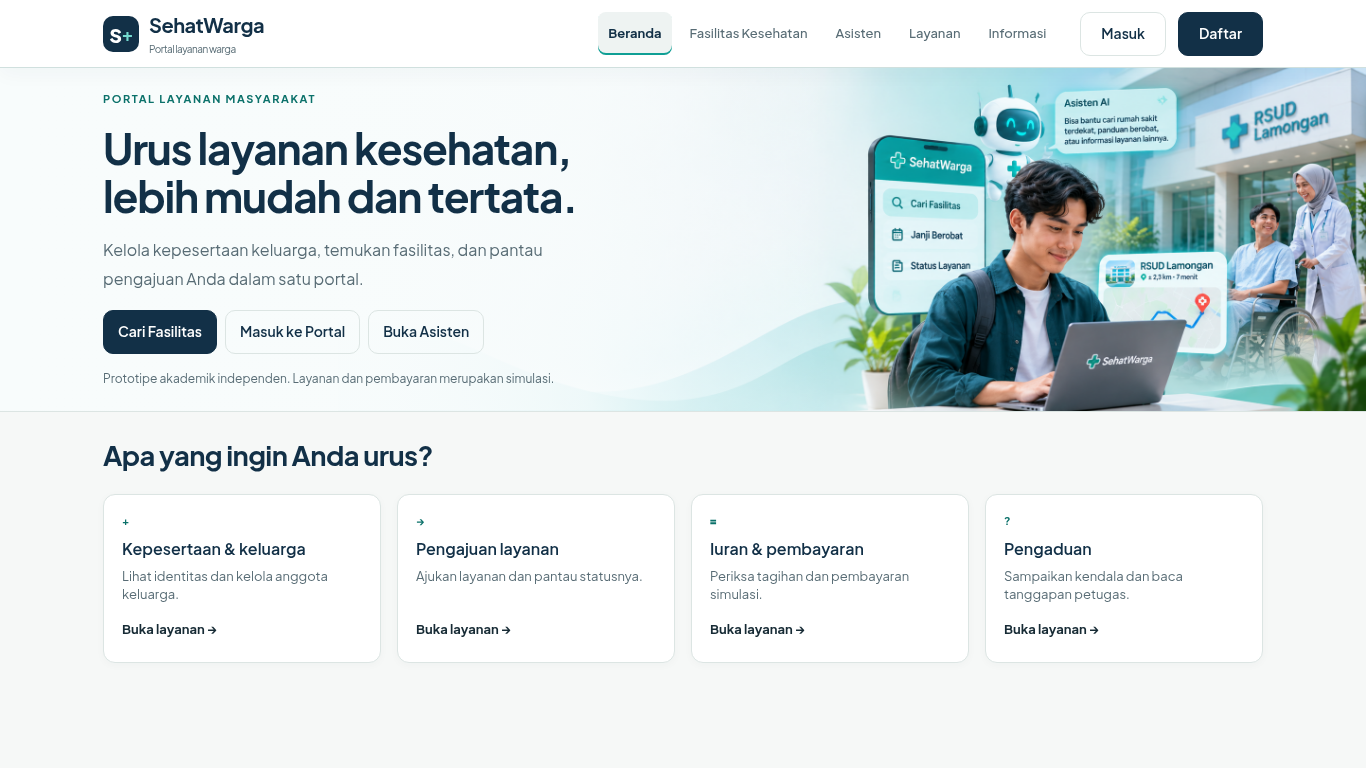 S+
SehatWarga
Portal layanan warga
Beranda
Fasilitas Kesehatan
Asisten
Layanan
Informasi
Masuk
Daftar
PORTAL LAYANAN MASYARAKAT
Urus layanan kesehatan,
lebih mudah dan tertata.
Kelola kepesertaan keluarga, temukan fasilitas, dan pantau
pengajuan Anda dalam satu portal.
Cari Fasilitas
Masuk ke Portal
Buka Asisten
Prototipe akademik independen. Layanan dan pembayaran merupakan simulasi.
SehatWarga
Cari Fasilitas
Janji Berobat
Status Layanan
Asisten AI
Bisa bantu cari rumah sakit
terdekat, panduan berobat,
atau informasi layanan lainnya.
RSUD
Lamongan
RSUD Lamongan
± 2,3 km • 7 menit
SehatWarga
Apa yang ingin Anda urus?
+
Kepesertaan & keluarga
Lihat identitas dan kelola anggota
keluarga.
Buka layanan →
→
Pengajuan layanan
Ajukan layanan dan pantau statusnya.
Buka layanan →
=
Iuran & pembayaran
Periksa tagihan dan pembayaran
simulasi.
Buka layanan →
?
Pengaduan
Sampaikan kendala dan baca
tanggapan petugas.
Buka layanan →